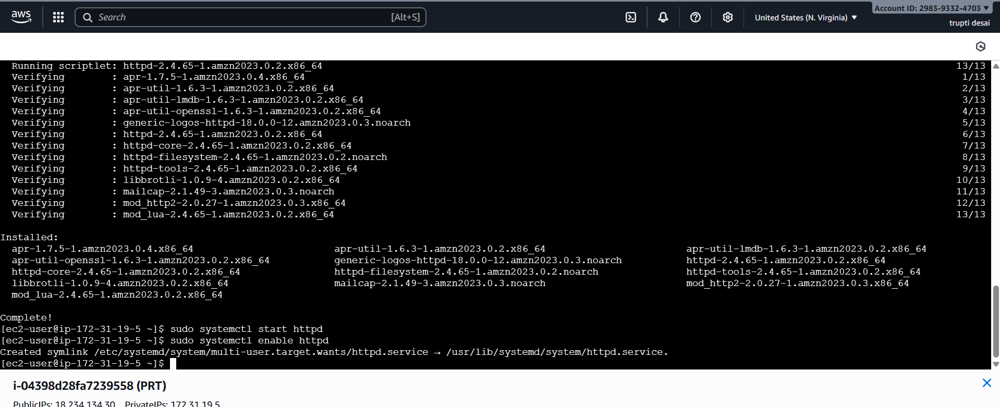 Account ID: 2983-9332-4703
aws Search [Alt+S] United States (N. Virginia)
trupti desai
Running scriptlet: httpd-2.4.65-1.amzn2023.0.2.x86_64 13/13
Verifying : apr-1.7.5-1.amzn2023.0.4.x86_64 1/13
Verifying : apr-util-1.6.3-1.amzn2023.0.2.x86_64 2/13
Verifying : apr-util-lmdb-1.6.3-1.amzn2023.0.2.x86_64 3/13
Verifying : apr-util-openssl-1.6.3-1.amzn2023.0.2.x86_64 4/13
Verifying : generic-logos-httpd-18.0.0-12.amzn2023.0.3.noarch 5/13
Verifying : httpd-2.4.65-1.amzn2023.0.2.x86_64 6/13
Verifying : httpd-core-2.4.65-1.amzn2023.0.2.x86_64 7/13
Verifying : httpd-filesystem-2.4.65-1.amzn2023.0.2.noarch 8/13
Verifying : httpd-tools-2.4.65-1.amzn2023.0.2.x86_64 9/13
Verifying : libbrotli-1.0.9-4.amzn2023.0.2.x86_64 10/13
Verifying : mailcap-2.1.49-3.amzn2023.0.3.noarch 11/13
Verifying : mod_http2-2.0.27-1.amzn2023.0.3.x86_64 12/13
Verifying : mod_lua-2.4.65-1.amzn2023.0.2.x86_64 13/13
Installed:
apr-1.7.5-1.amzn2023.0.4.x86_64 apr-util-1.6.3-1.amzn2023.0.2.x86_64 apr-util-lmdb-1.6.3-1.amzn2023.0.2.x86_64
apr-util-openssl-1.6.3-1.amzn2023.0.2.x86_64 generic-logos-httpd-18.0.0-12.amzn2023.0.3.noarch httpd-2.4.65-1.amzn2023.0.2.x86_64
httpd-core-2.4.65-1.amzn2023.0.2.x86_64 httpd-filesystem-2.4.65-1.amzn2023.0.2.noarch httpd-tools-2.4.65-1.amzn2023.0.2.x86_64
libbrotli-1.0.9-4.amzn2023.0.2.x86_64 mailcap-2.1.49-3.amzn2023.0.3.noarch mod_http2-2.0.27-1.amzn2023.0.3.x86_64
mod_lua-2.4.65-1.amzn2023.0.2.x86_64
Complete!
[ec2-user@ip-172-31-19-5 ~]$ sudo systemctl start httpd
[ec2-user@ip-172-31-19-5 ~]$ sudo systemctl enable httpd
Created symlink /etc/systemd/system/multi-user.target.wants/httpd.service → /usr/lib/systemd/system/httpd.service.
[ec2-user@ip-172-31-19-5 ~]$
i-04398d28fa7239558 (PRT)
PublicIPs: 18.234.134.30 PrivateIPs: 172.31.19.5